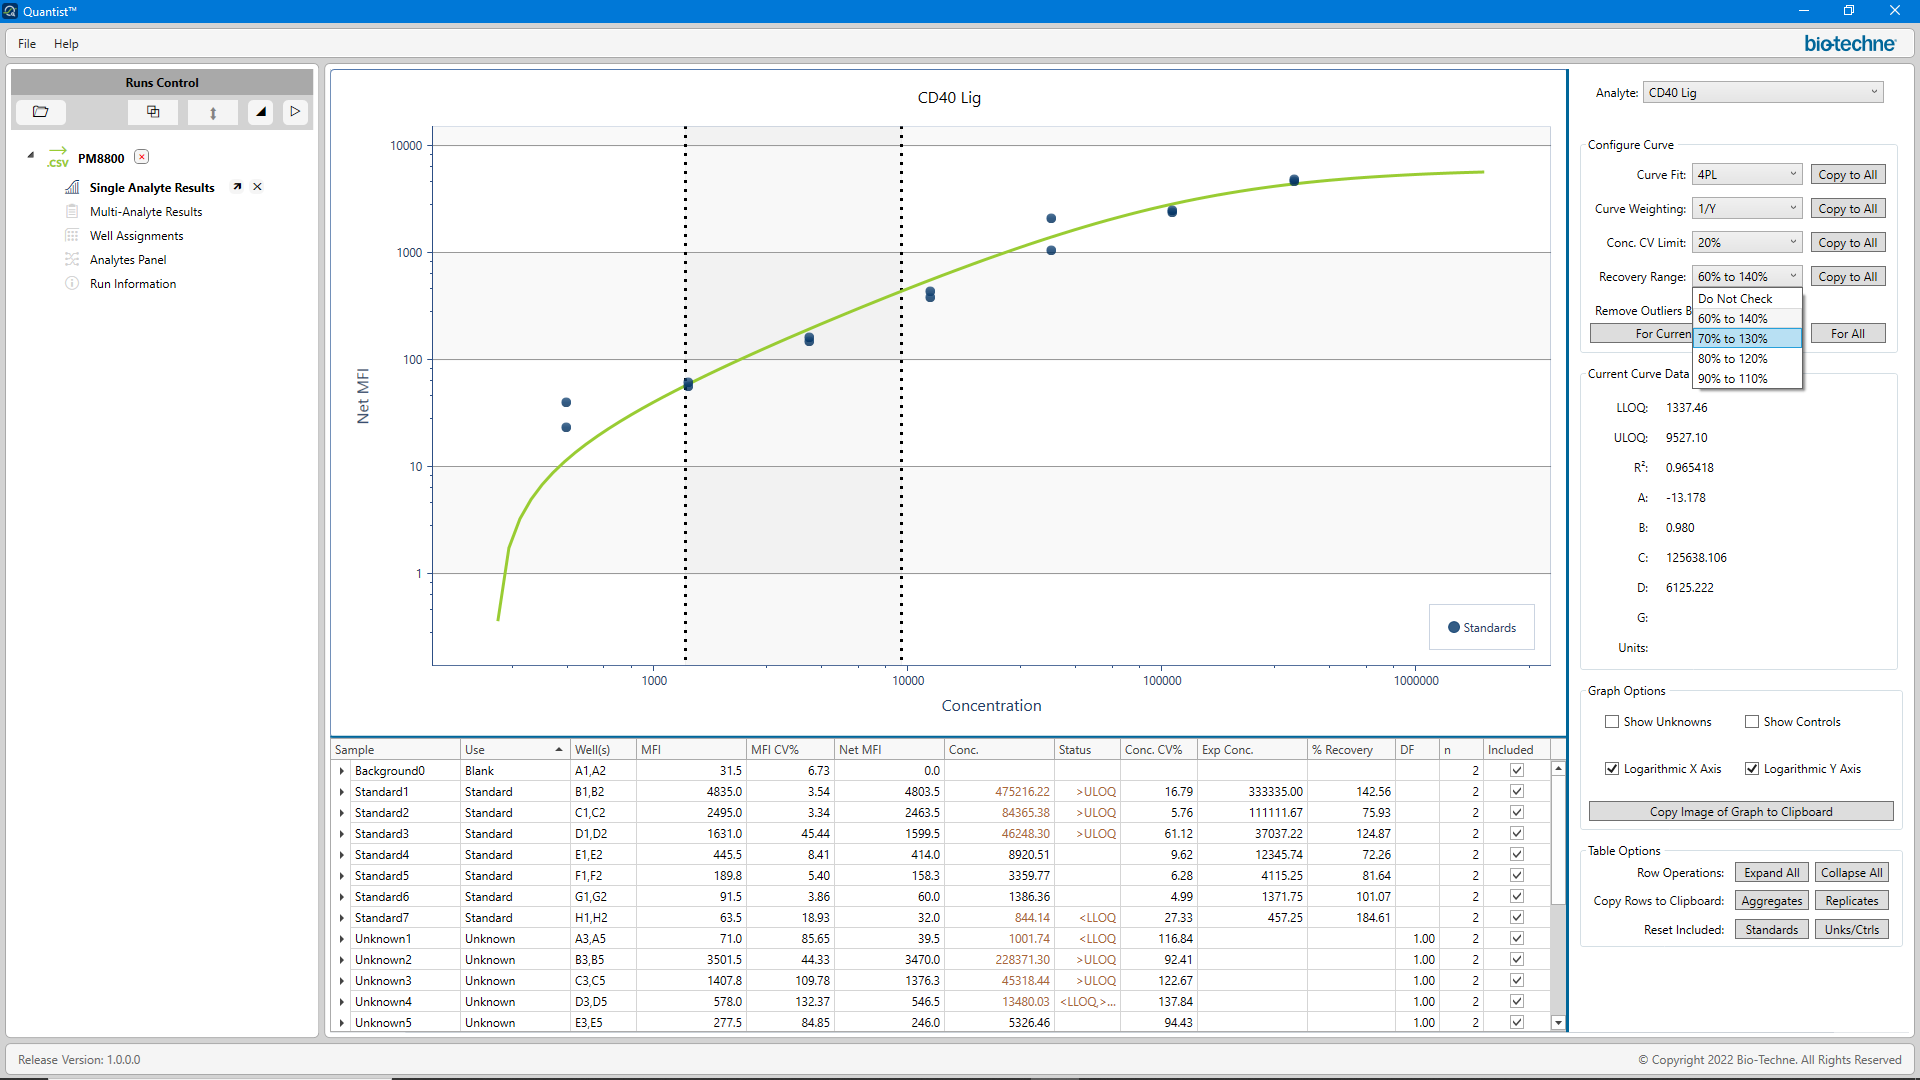 Quantist™
File Help
bio-techne®
Runs Control
.CSV PM8800
Single Analyte Results
Multi-Analyte Results
Well Assignments
Analytes Panel
Run Information
CD40 Lig
Net MFI
10000
1000
100
10
1
Standards
1000 10000 100000 1000000
Concentration
Sample Use Well(s) MFI MFI CV% Net MFI Conc. Status Conc. CV% Exp Conc. % Recovery DF n Included
Background0 Blank A1,A2 31.5 6.73 0.0 2
Standard1 Standard B1,B2 4835.0 3.54 4803.5 475216.22 >ULOQ 16.79 333335.00 142.56 2
Standard2 Standard C1,C2 2495.0 3.34 2463.5 84365.38 >ULOQ 5.76 111111.67 75.93 2
Standard3 Standard D1,D2 1631.0 45.44 1599.5 46248.30 >ULOQ 61.12 37037.22 124.87 2
Standard4 Standard E1,E2 445.5 8.41 414.0 8920.51 9.62 12345.74 72.26 2
Standard5 Standard F1,F2 189.8 5.40 158.3 3359.77 6.28 4115.25 81.64 2
Standard6 Standard G1,G2 91.5 3.86 60.0 1386.36 4.99 1371.75 101.07 2
Standard7 Standard H1,H2 63.5 18.93 32.0 844.14 <LLOQ 27.33 457.25 184.61 2
Unknown1 Unknown A3,A5 71.0 85.65 39.5 1001.74 <LLOQ 116.84 1.00 2
Unknown2 Unknown B3,B5 3501.5 44.33 3470.0 228371.30 >ULOQ 92.41 1.00 2
Unknown3 Unknown C3,C5 1407.8 109.78 1376.3 45318.44 >ULOQ 122.67 1.00 2
Unknown4 Unknown D3,D5 578.0 132.37 546.5 13480.03 <LLOQ,>... 137.84 1.00 2
Unknown5 Unknown E3,E5 277.5 84.85 246.0 5326.46 94.43 1.00 2
Analyte: CD40 Lig
Configure Curve
Curve Fit: 4PL Copy to All
Curve Weighting: 1/Y Copy to All
Conc. CV Limit: 20% Copy to All
Recovery Range: 60% to 140% Copy to All
Do Not Check
60% to 140%
70% to 130%
80% to 120%
90% to 110%
Remove Outliers B
For Curren For All
Current Curve Data
LLOQ: 1337.46
ULOQ: 9527.10
R²: 0.965418
A: -13.178
B: 0.980
C: 125638.106
D: 6125.222
G:
Units:
Graph Options
Show Unknowns Show Controls
Logarithmic X Axis Logarithmic Y Axis
Copy Image of Graph to Clipboard
Table Options
Row Operations: Expand All Collapse All
Copy Rows to Clipboard: Aggregates Replicates
Reset Included: Standards Unks/Ctrls
Release Version: 1.0.0.0
© Copyright 2022 Bio-Techne. All Rights Reserved